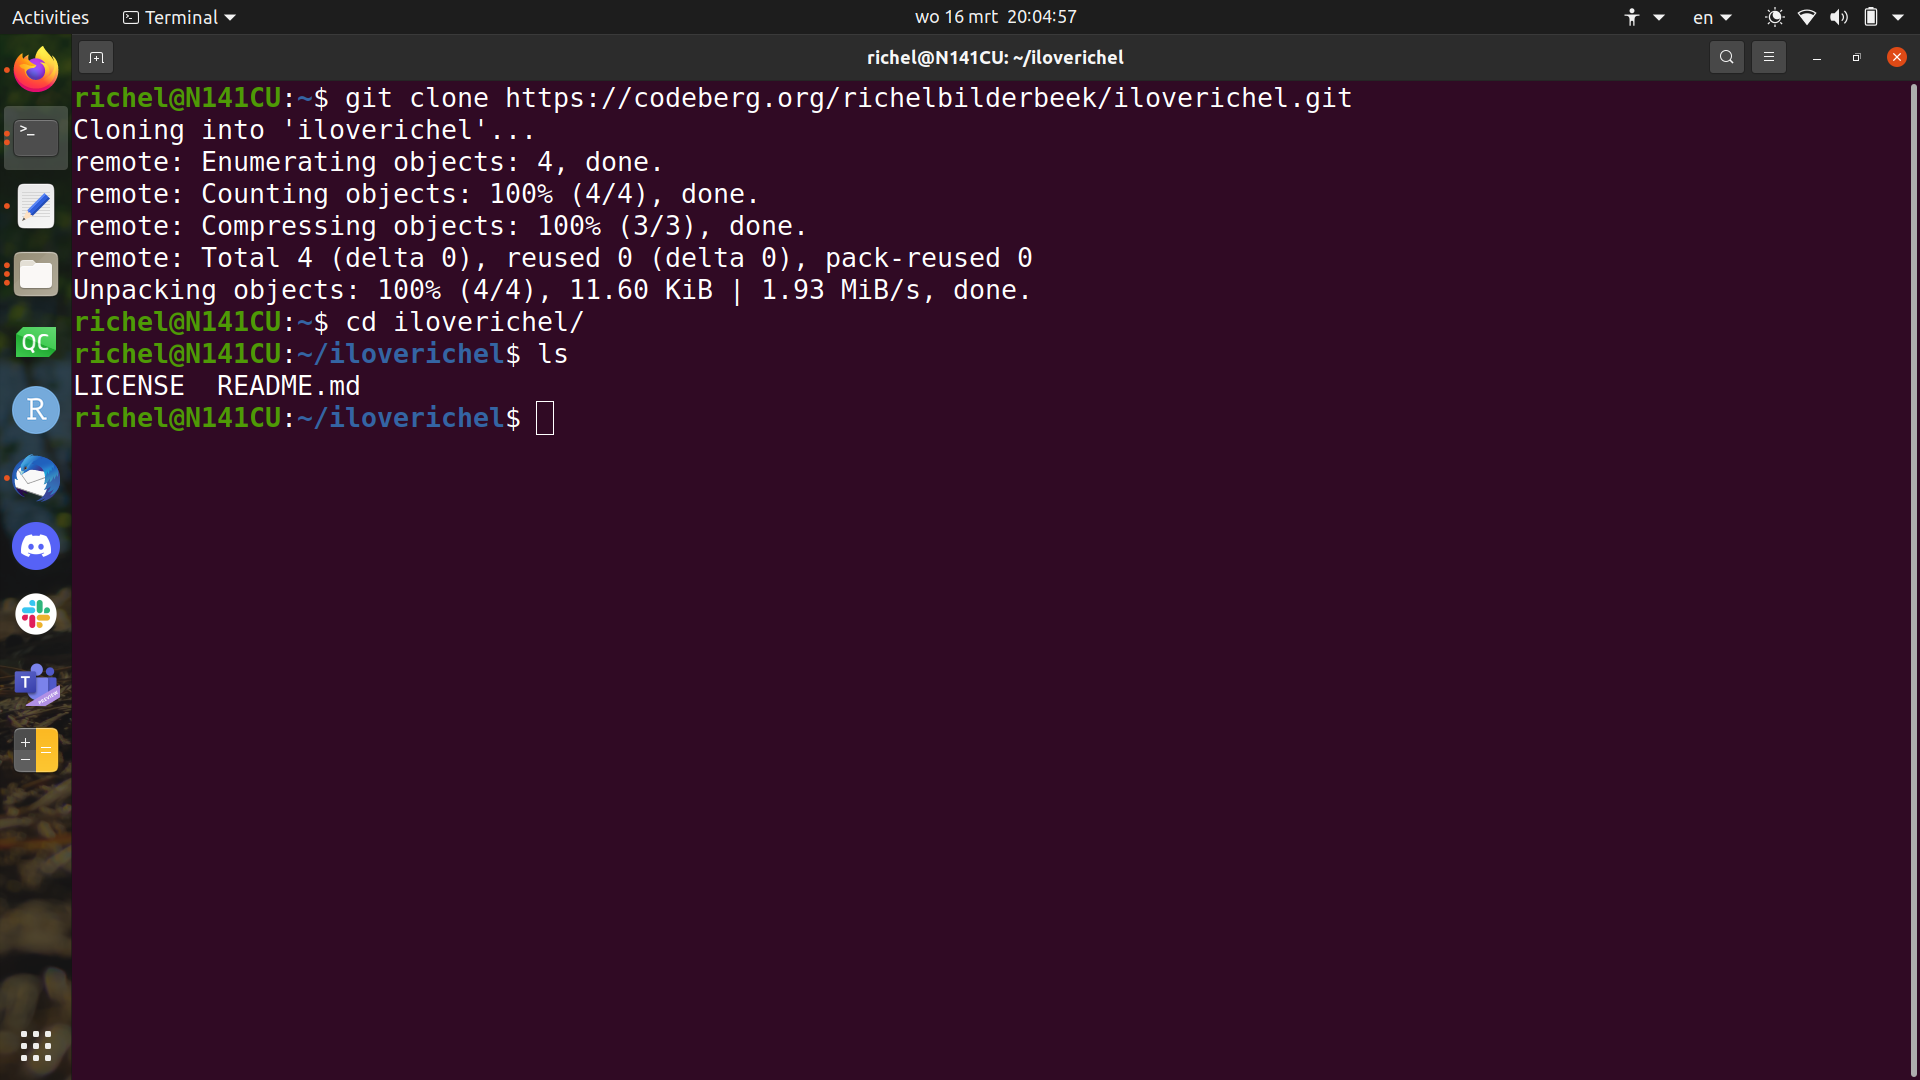 Activities Terminal wo 16 mrt 20:04:57 en
richel@N141CU: ~/iloverichel
richel@N141CU:~$ git clone https://codeberg.org/richelbilderbeek/iloverichel.git
Cloning into 'iloverichel'...
remote: Enumerating objects: 4, done.
remote: Counting objects: 100% (4/4), done.
remote: Compressing objects: 100% (3/3), done.
remote: Total 4 (delta 0), reused 0 (delta 0), pack-reused 0
Unpacking objects: 100% (4/4), 11.60 KiB | 1.93 MiB/s, done.
richel@N141CU:~$ cd iloverichel/
richel@N141CU:~/iloverichel$ ls
LICENSE  README.md
richel@N141CU:~/iloverichel$
>_
QC
R
T
PREVIEW
+
=
−